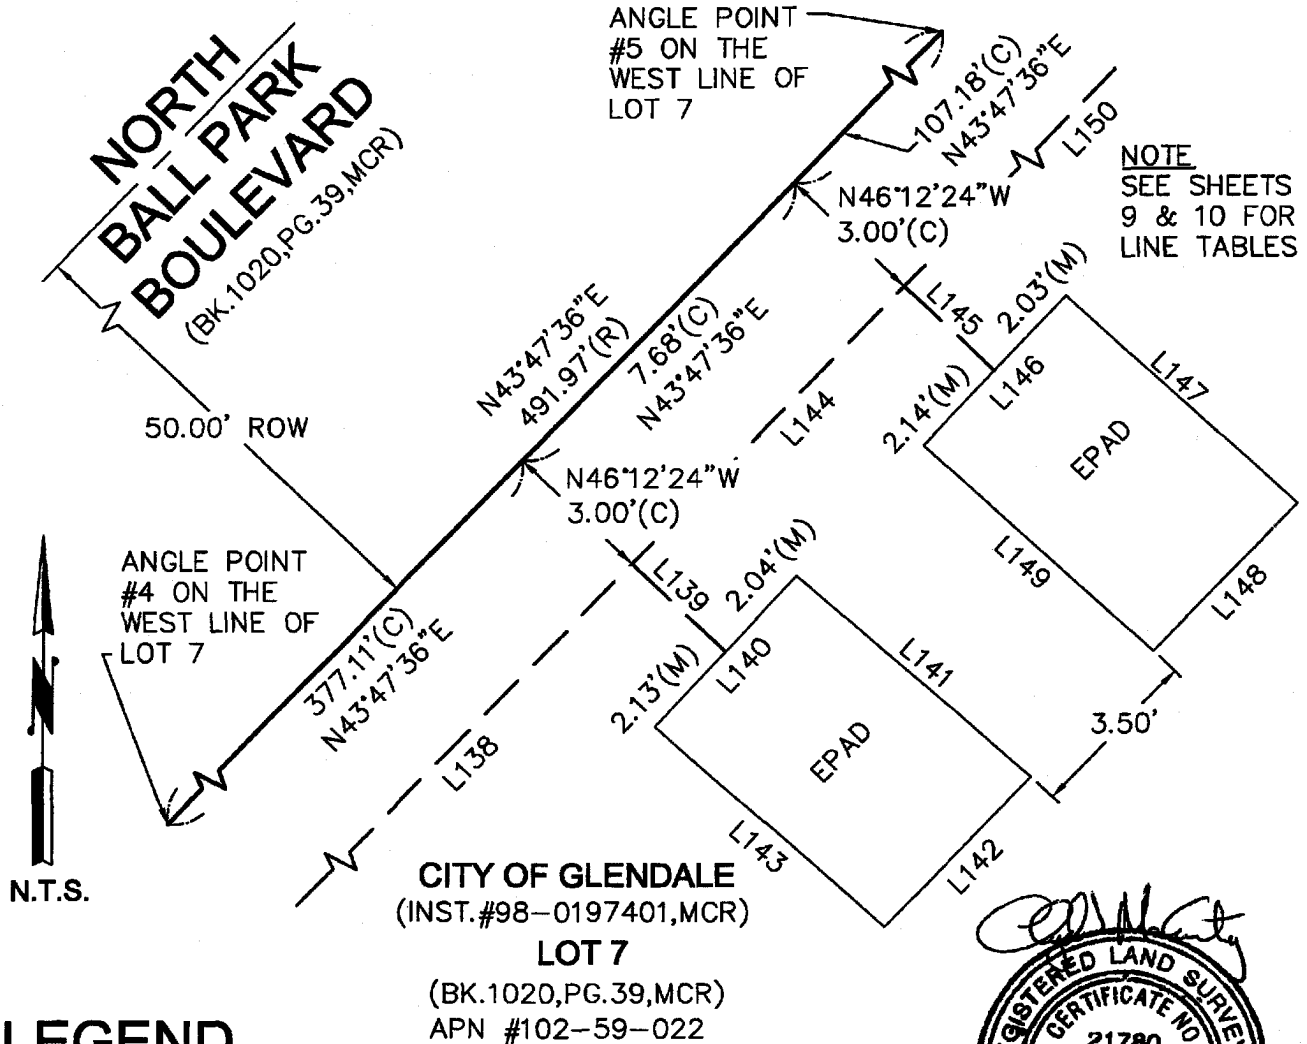 ANGLE POINT
#5 ON THE
WEST LINE OF
LOT 7
NORTH
BALL PARK
BOULEVARD
(BK.1020,PG.39,MCR)
107.18'(C)
N43°47'36"E
L150
NOTE
SEE SHEETS
9 & 10 FOR
LINE TABLES
N46°12'24"W
3.00'(C)
L145
2.03'(M)
N43°47'36"E
491.97'(R)
7.68'(C)
N43°47'36"E
L144
2.14'(M)
L146
L147
EPAD
50.00' ROW
N46°12'24"W
3.00'(C)
L139
2.04'(M)
L149
L148
ANGLE POINT
#4 ON THE
WEST LINE OF
LOT 7
377.11'(C)
N43°47'36"E
2.13'(M)
L140
L141
EPAD
3.50'
L138
L143
L142
N
N.T.S.
CITY OF GLENDALE
(INST.#98-0197401,MCR)
LOT 7
(BK.1020,PG.39,MCR)
APN #102-59-022
LEGEND
LAND
CERTIFICATE NO
21780